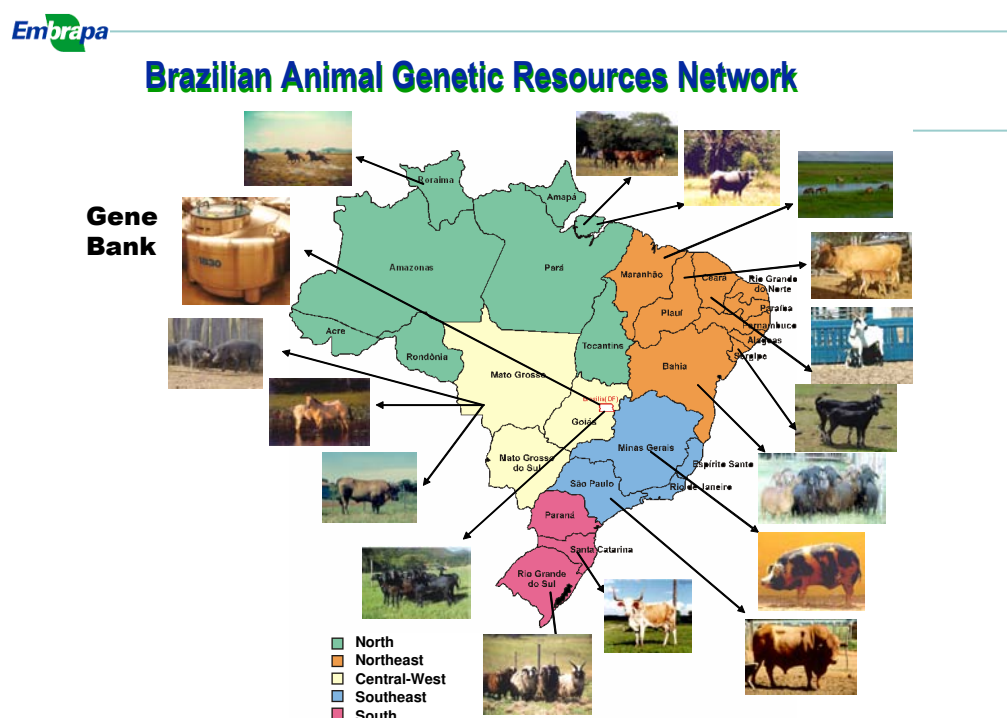 Embrapa
Brazilian Animal Genetic Resources Network
Gene
Bank
1830
Roraima
Amapá
Amazonas
Pará
Maranhão
Ceará
Rio Grande
do Norte
Paraíba
Piauí
Pernambuco
Alagoas
Sergipe
Acre
Rondônia
Tocantins
Bahia
Mato Grosso
Brasília(DF)
Goiás
Minas Gerais
Mato Grosso
do Sul
Espírito Santo
São Paulo
Rio de Janeiro
Paraná
Santa Catarina
Rio Grande
do Sul
North
Northeast
Central-West
Southeast
South